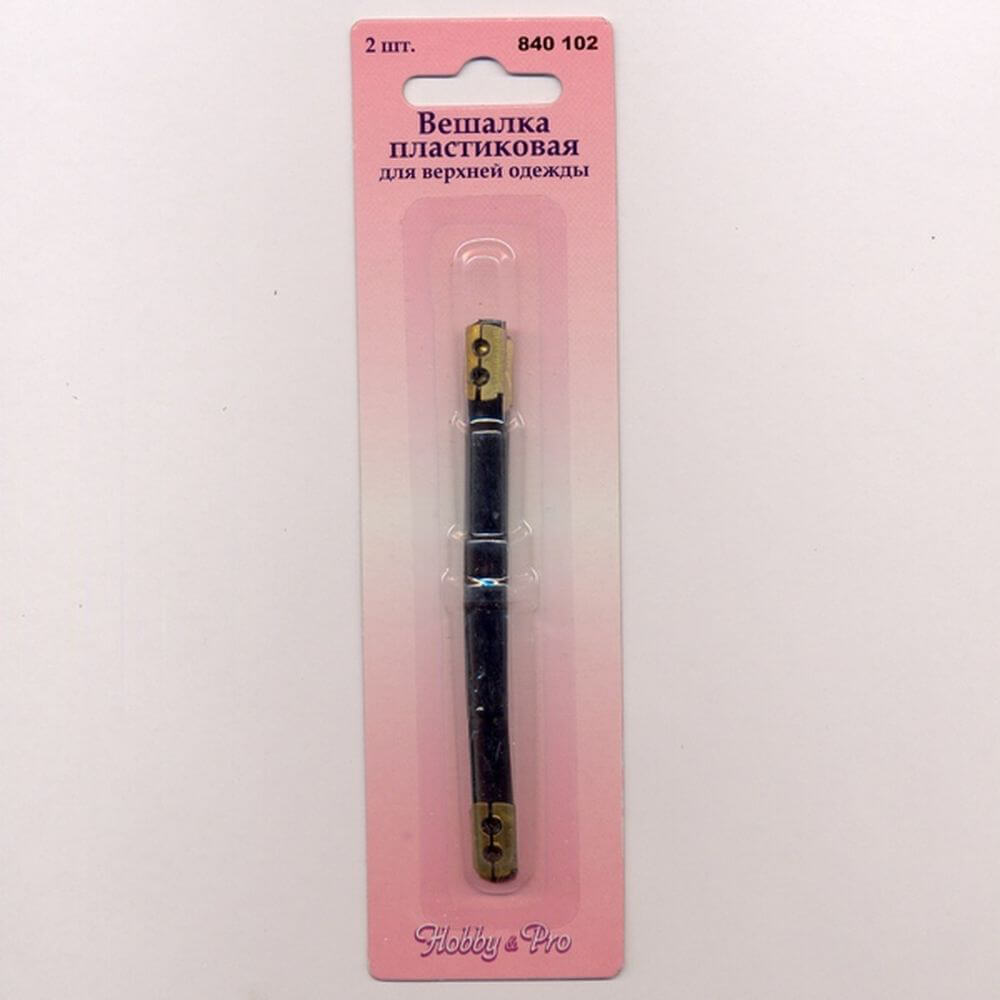 2 шт. 840 102
Вешалка
пластиковая
для верхней одежды
Hobby & Pro